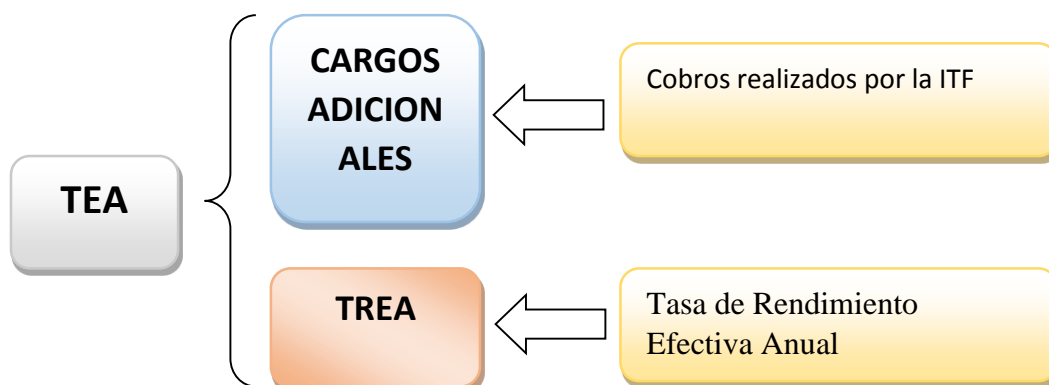 TEA
CARGOS
ADICION
ALES
Cobros realizados por la ITF
TREA
Tasa de Rendimiento
Efectiva Anual